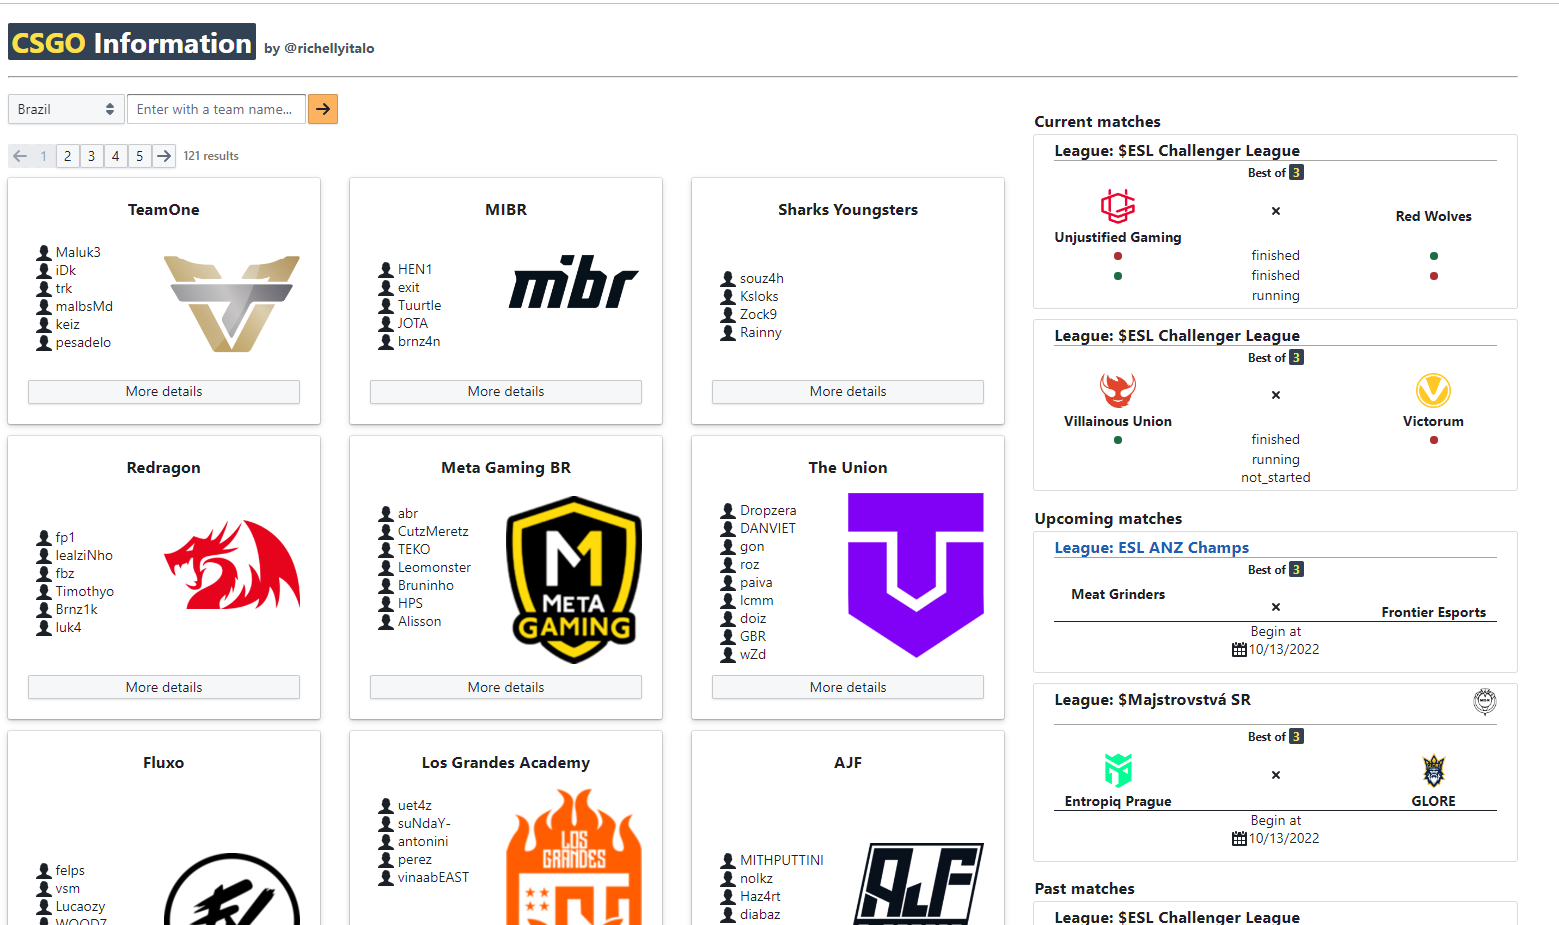 CSGO Information by @richellyitalo
Brazil
Enter with a team name...
1 2 3 4 5 121 results
TeamOne
Maluk3
iDk
trk
malbsMd
keiz
pesadelo
More details
MIBR
HEN1
exit
Tuurtle
JOTA
brnz4n
mibr
More details
Sharks Youngsters
souz4h
Ksloks
Zock9
Rainny
More details
Redragon
fp1
lealziNho
fbz
Timothyo
Brnz1k
luk4
More details
Meta Gaming BR
abr
CutzMeretz
TEKO
Leomonster
Bruninho
HPS
Alisson
M
META
GAMING
More details
The Union
Dropzera
DANVIET
gon
roz
paiva
lcmm
doiz
GBR
wZd
More details
Fluxo
felps
vsm
Lucaozy
WOOD7
Los Grandes Academy
uet4z
suNdaY-
antonini
perez
vinaabEAST
LOS
GRANDES
AJF
MITHPUTTINI
nolkz
Haz4rt
diabaz
AJF
Current matches
League: $ESL Challenger League
Best of 3
Unjustified Gaming
×
Red Wolves
finished
finished
running
League: $ESL Challenger League
Best of 3
Villainous Union
×
Victorum
finished
running
not_started
Upcoming matches
League: ESL ANZ Champs
Best of 3
Meat Grinders
×
Frontier Esports
Begin at
10/13/2022
League: $Majstrovstvá SR
Best of 3
Entropiq Prague
×
GLORE
Begin at
10/13/2022
Past matches
League: $ESL Challenger League